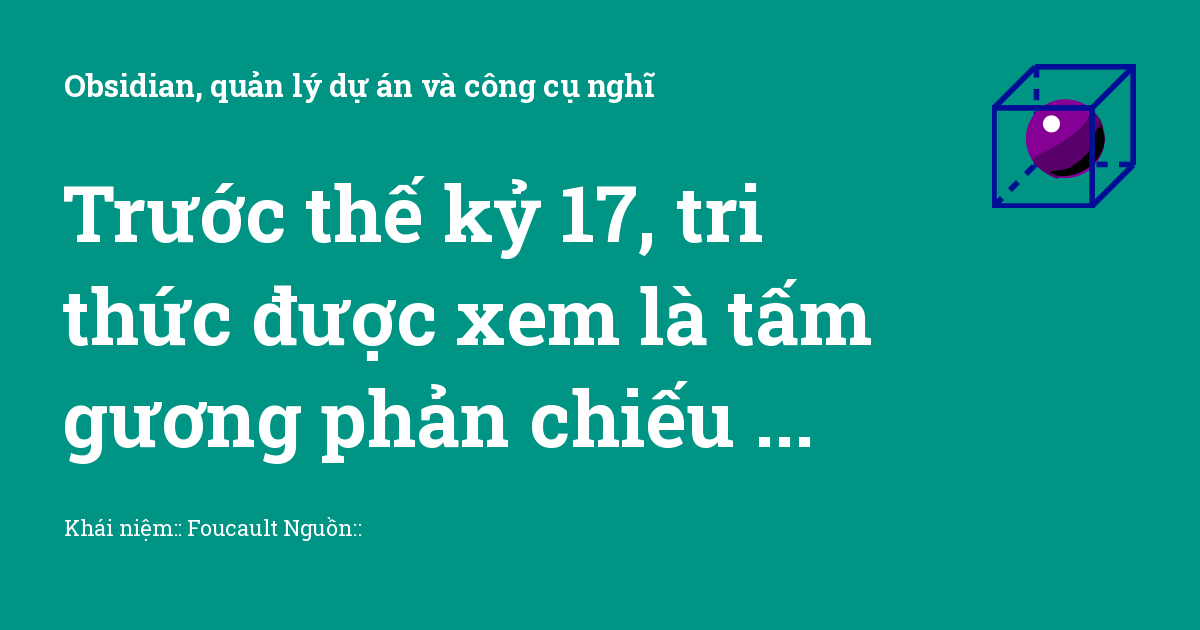 Obsidian, quản lý dự án và công cụ nghĩ
Trước thế kỷ 17, tri
thức được xem là tấm
gương phản chiếu ...
Khái niệm:: Foucault Nguồn::